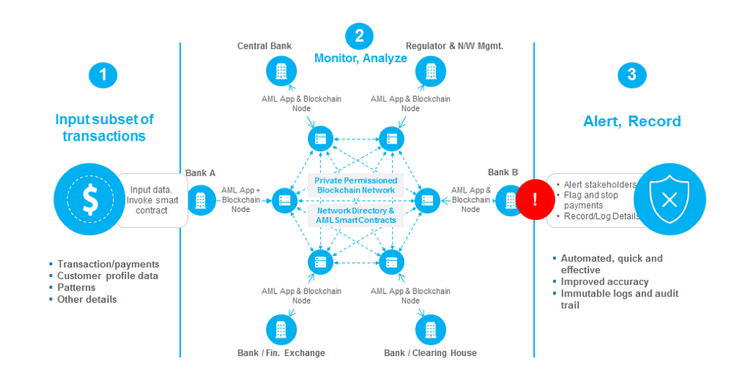 1
Input subset of
transactions
$
Input data.
Invoke smart
contract
Transaction/payments
Customer profile data
Patterns
Other details
2
Monitor, Analyze
Central Bank
Regulator & N/W Mgmt.
AML App & Blockchain
Node
AML App & Blockchain
Node
Bank A
AML App +
Blockchain
Node
Private Permissioned
Blockchain Network
Network Directory &
AML Smart Contracts
Bank B
AML App &
Blockchain
Node
!
AML App & Blockchain
Node
AML App & Blockchain
Node
Bank / Fin. Exchange
Bank / Clearing House
3
Alert, Record
Alert stakeholders
Flag and stop
payments
Record/Log Details
Automated, quick and
effective
Improved accuracy
Immutable logs and audit
trail